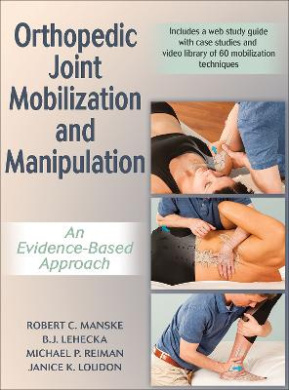 Orthopedic
Joint
Mobilization
and
Manipulation
Includes a web study guide
with case studies and
video library of 60 mobilization
techniques
An
Evidence-Based
Approach
ROBERT C. MANSKE
B.J. LEHECKA
MICHAEL P. REIMAN
JANICE K. LOUDON